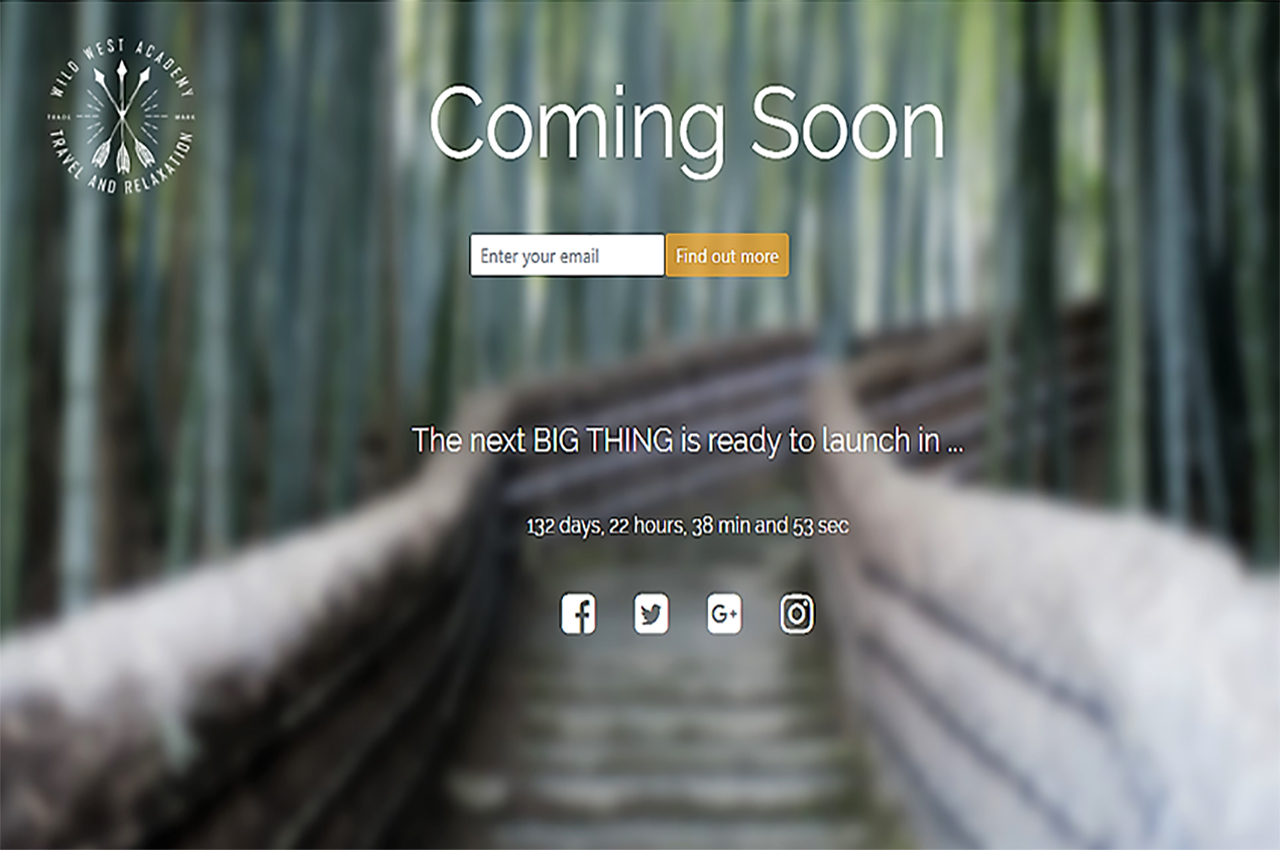 WILD WEST ACADEMY
TRADE MARK
TRAVEL AND RELAXATION
Coming Soon
Enter your email Find out more
The next BIG THING is ready to launch in ...
132 days, 22 hours, 38 min and 53 sec
G+